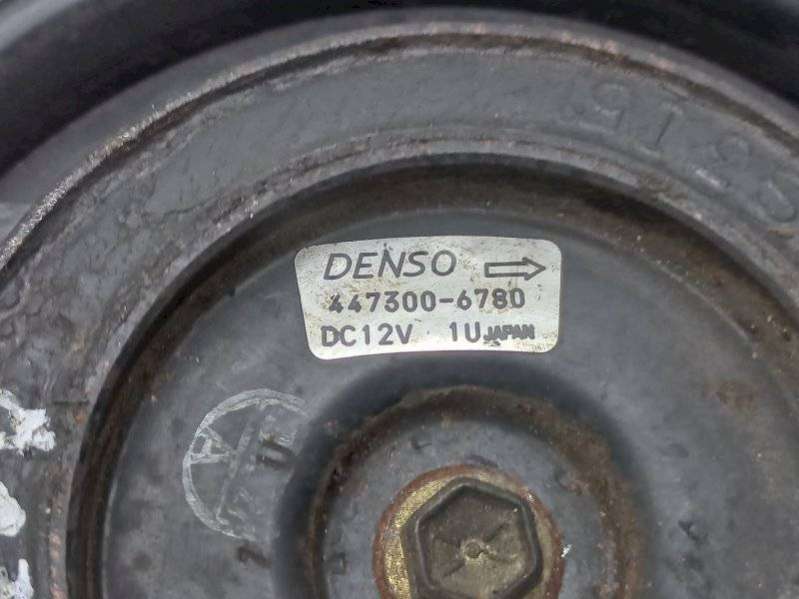 DENSO
447300-6780
DC12V 1U JAPAN
A
U